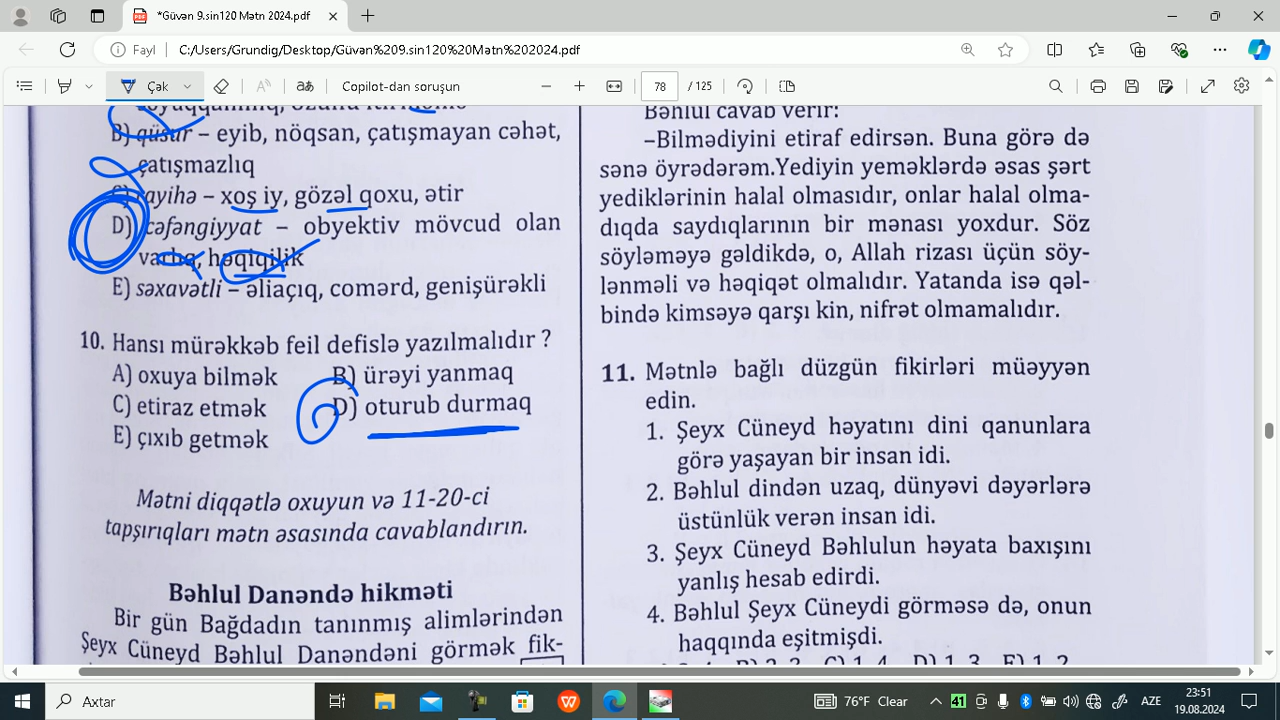 *Güvən 9.sin120 Mətn 2024.pdf
Fayl
C:/Users/Grundig/Desktop/Güvən%209.sin120%20Mətn%202024.pdf
Çək
Copilot-dan soruşun
78 / 125
B) qüsur – eyib, nöqsan, çatışmayan cəhət,
çatışmazlıq
C) rayihə – xoş iy, gözəl qoxu, ətir
D) cəfəngiyyat – obyektiv mövcud olan
varlıq, həqiqilik
E) səxavətli – əliaçıq, comərd, genişürəkli
10. Hansı mürəkkəb feil defislə yazılmalıdır ?
A) oxuya bilmək B) ürəyi yanmaq
C) etiraz etmək D) oturub durmaq
E) çıxıb getmək
Mətni diqqətlə oxuyun və 11-20-ci
tapşırıqları mətn əsasında cavablandırın.
Bəhlul Danəndə hikməti
Bir gün Bağdadın tanınmış alimlərindən
Şeyx Cüneyd Bəhlul Danəndəni görmək fik-
Bəhlul cavab verir:
–Bilmədiyini etiraf edirsən. Buna görə də
sənə öyrədərəm.Yediyin yeməklərdə əsas şərt
yediklərinin halal olmasıdır, onlar halal olma-
dıqda saydıqlarının bir mənası yoxdur. Söz
söyləməyə gəldikdə, o, Allah rizası üçün söy-
lənməli və həqiqət olmalıdır. Yatanda isə qəl-
bində kimsəyə qarşı kin, nifrət olmamalıdır.
11. Mətnlə bağlı düzgün fikirləri müəyyən
edin.
1. Şeyx Cüneyd həyatını dini qanunlara
görə yaşayan bir insan idi.
2. Bəhlul dindən uzaq, dünyəvi dəyərlərə
üstünlük verən insan idi.
3. Şeyx Cüneyd Bəhlulun həyata baxışını
yanlış hesab edirdi.
4. Bəhlul Şeyx Cüneydi görməsə də, onun
haqqında eşitmişdi.
Axtar
76°F Clear
41
AZE
23:51
19.08.2024